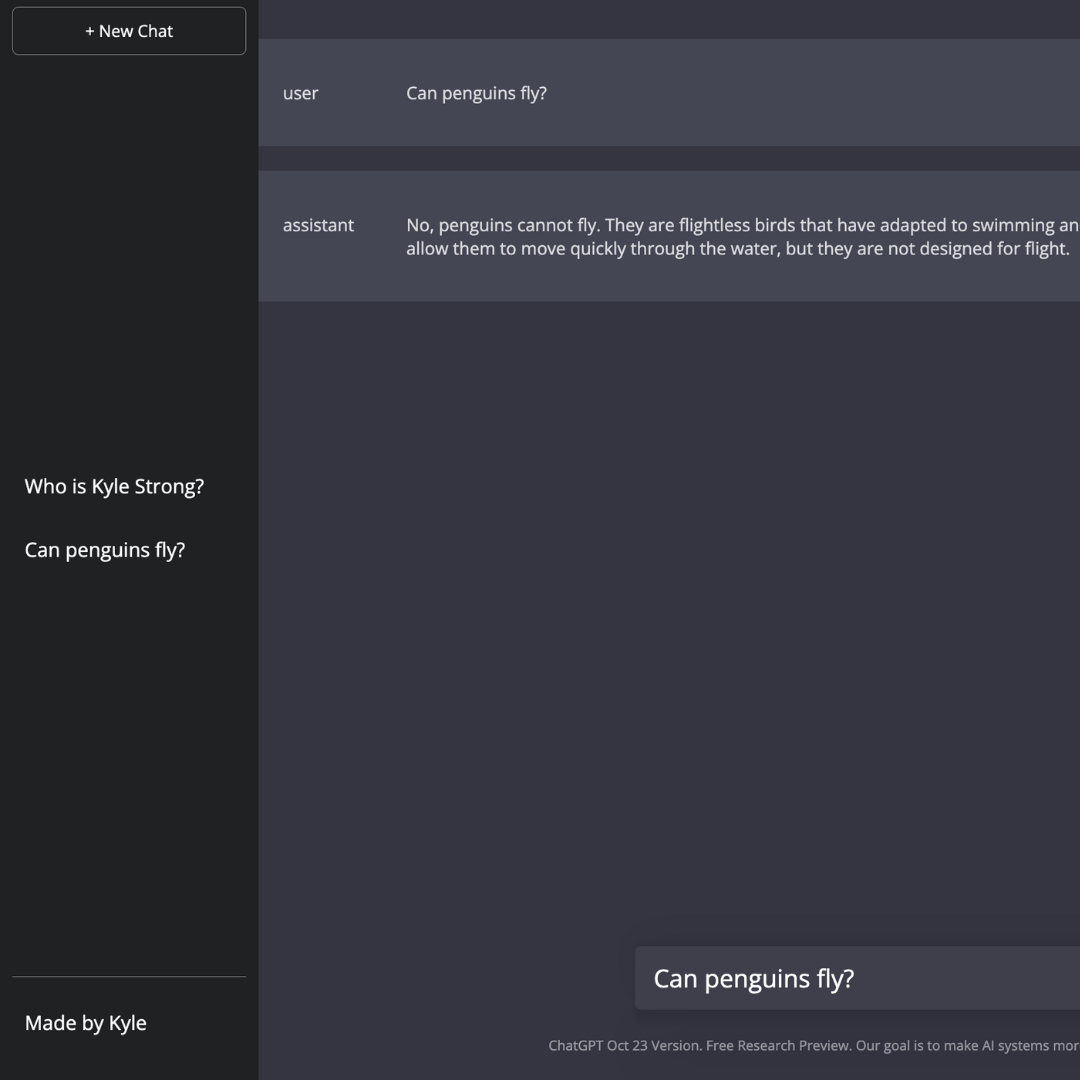 + New Chat
Who is Kyle Strong?
Can penguins fly?
Made by Kyle
user
Can penguins fly?
assistant
No, penguins cannot fly. They are flightless birds that have adapted to swimming an
allow them to move quickly through the water, but they are not designed for flight.
Can penguins fly?
ChatGPT Oct 23 Version. Free Research Preview. Our goal is to make AI systems mor